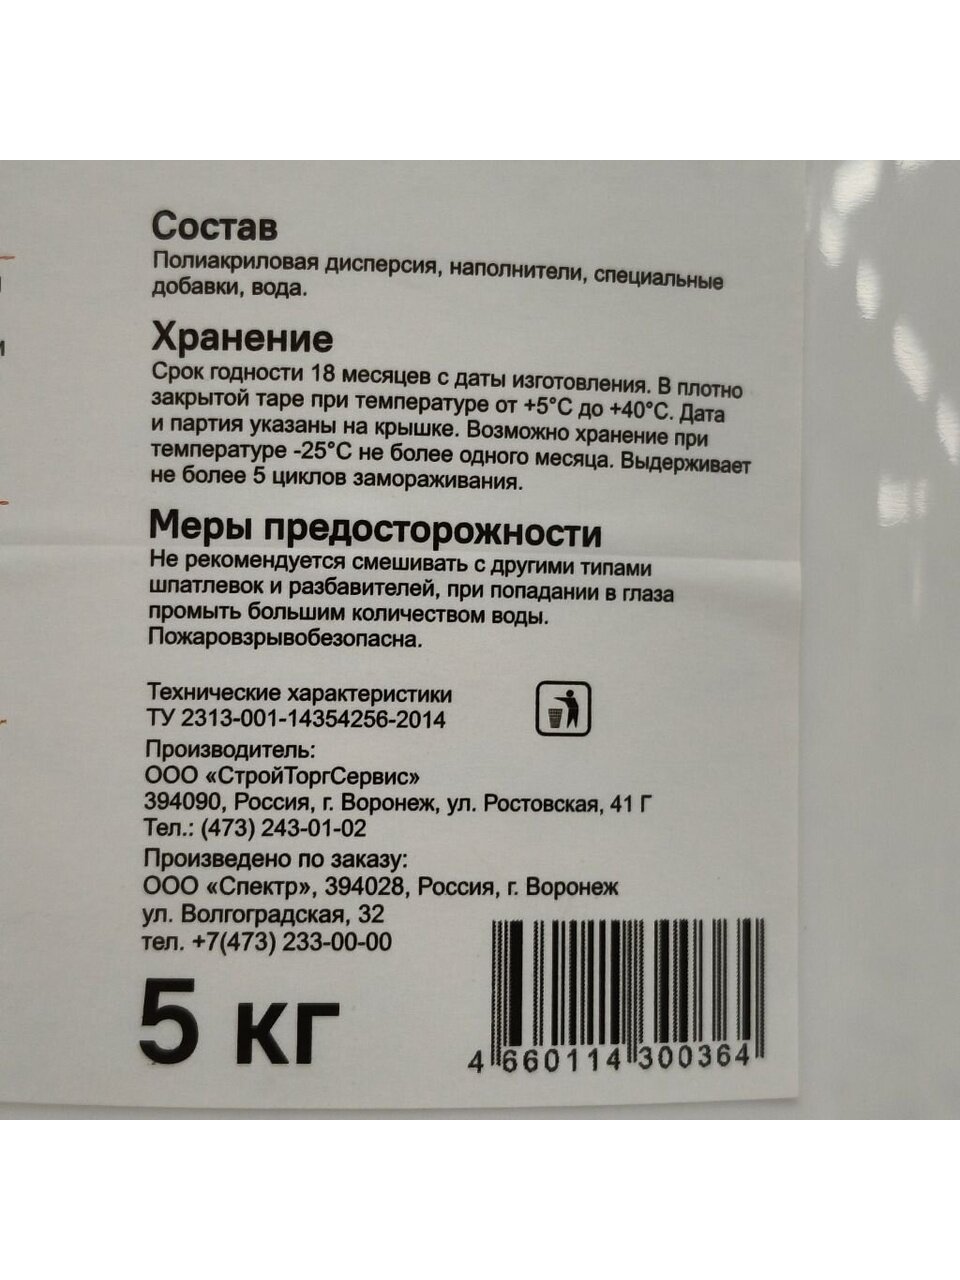 Состав
Полиакриловая дисперсия, наполнители, специальные
добавки, вода.
Хранение
Срок годности 18 месяцев с даты изготовления. В плотно
закрытой таре при температуре от +5°С до +40°С. Дата
и партия указаны на крышке. Возможно хранение при
температуре -25°С не более одного месяца. Выдерживает
не более 5 циклов замораживания.
Меры предосторожности
Не рекомендуется смешивать с другими типами
шпатлевок и разбавителей, при попадании в глаза
промыть большим количеством воды.
Пожаровзрывобезопасна.
Технические характеристики
ТУ 2313-001-14354256-2014
Производитель:
ООО «СтройТоргСервис»
394090, Россия, г. Воронеж, ул. Ростовская, 41 Г
Тел.: (473) 243-01-02
Произведено по заказу:
ООО «Спектр», 394028, Россия, г. Воронеж
ул. Волгоградская, 32
тел. +7(473) 233-00-00
5 кг
4 660114 300364